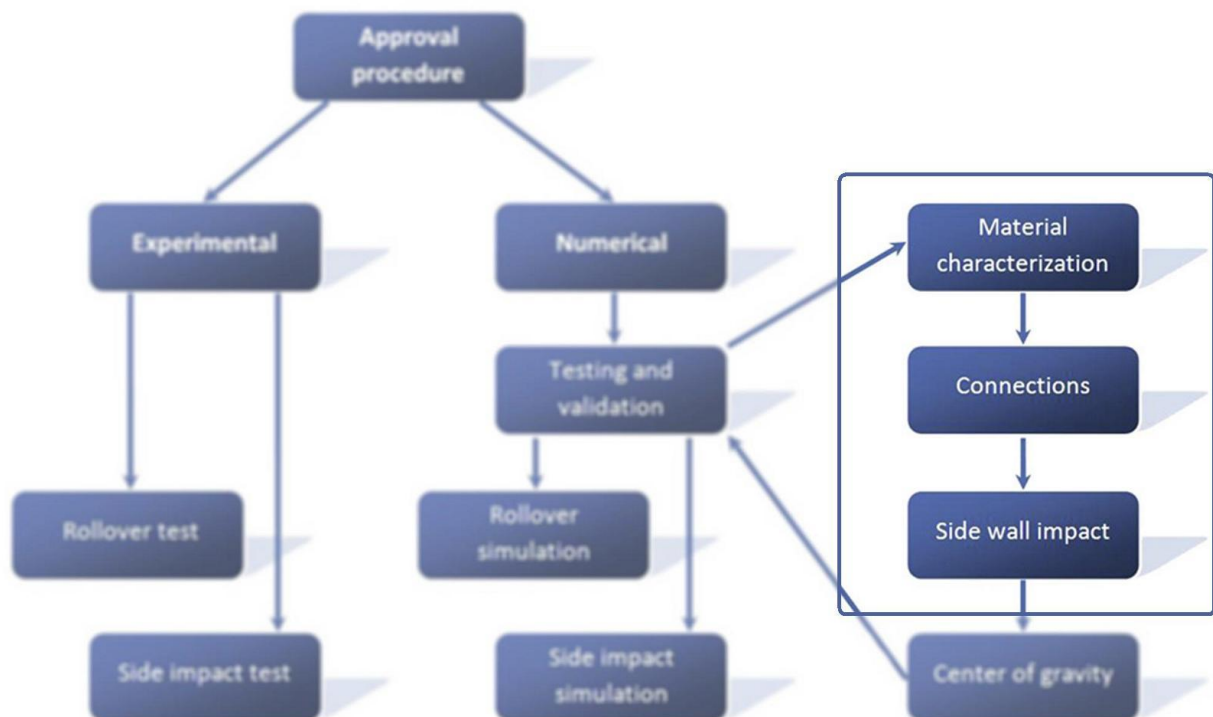 Approval
procedure
Experimental
Numerical
Material
characterization
Testing and
validation
Connections
Rollover test
Rollover
simulation
Side wall impact
Side impact test
Side impact
simulation
Center of gravity